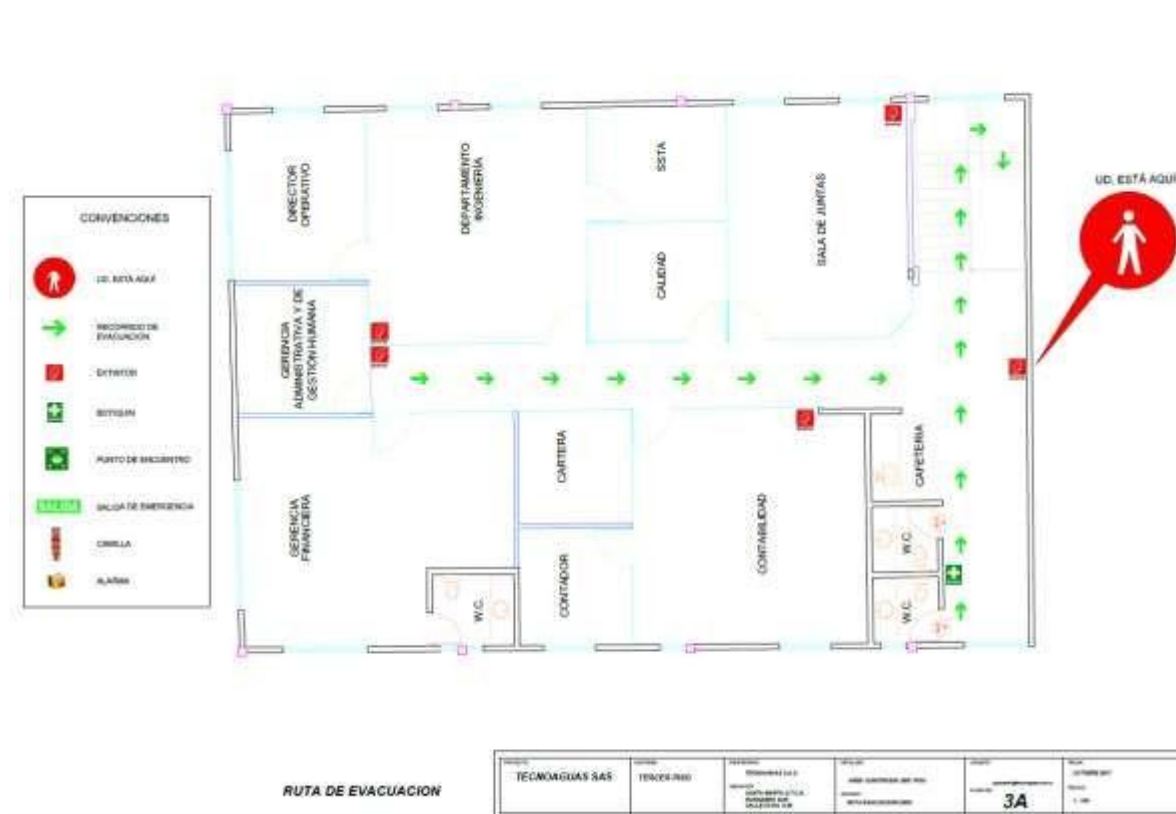 UD. ESTÁ AQUÍ
CONVENCIONES
UD. ESTÁ AQUÍ
RECORRIDO DE
EVACUACION
EXTINTOR
BOTIQUIN
PUNTO DE ENCUENTRO
SALIDA
SALIDA DE EMERGENCIA
CAMILLA
ALARMA
DIRECTOR
OPERATIVO
DEPARTAMENTO
INGENIERÍA
SSTA
CALIDAD
SALA DE JUNTAS
GERENCIA
ADMINISTRATIVA Y DE
GESTIÓN HUMANA
GERENCIA
FINANCIERA
W.C.
CARTERA
CONTADOR
CONTABILIDAD
CAFETERIA
W.C.
W.C.
RUTA DE EVACUACION
TECNOAGUAS SAS
TERCER PISO
3A